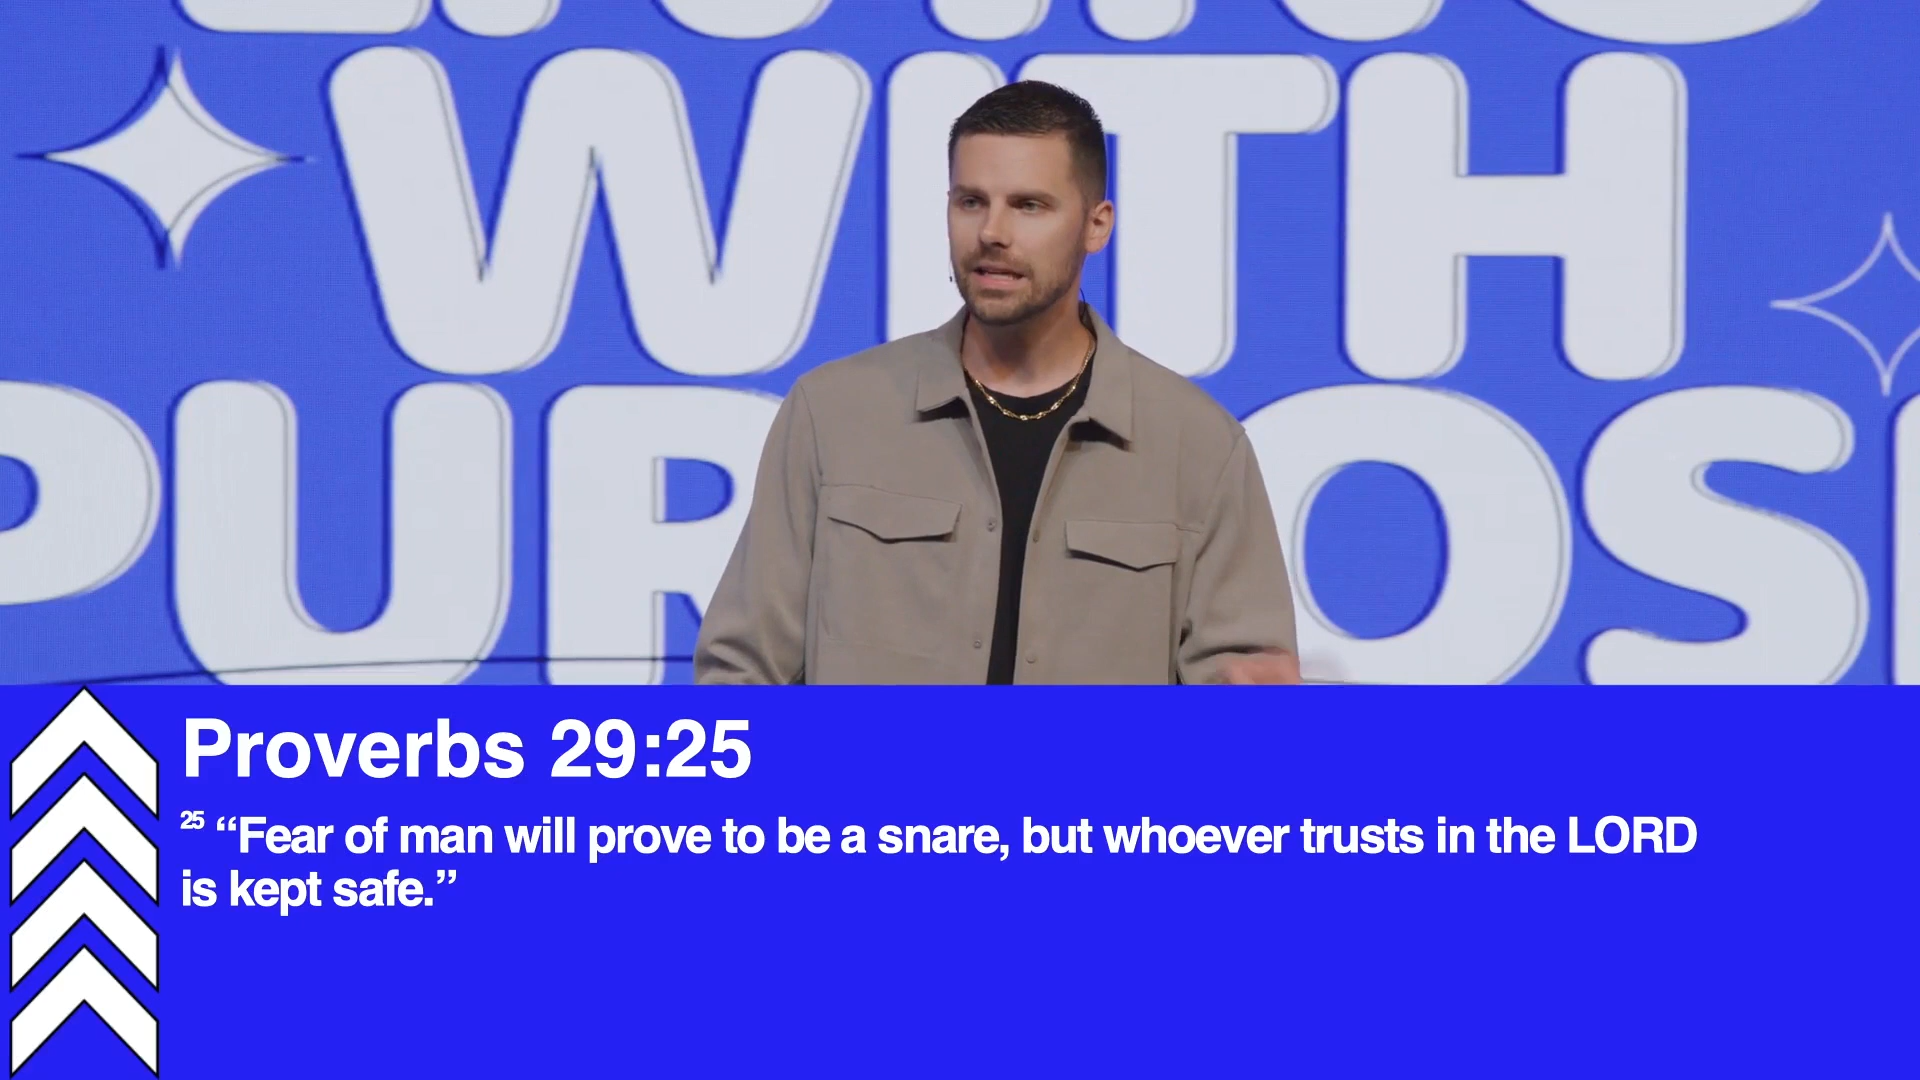 WITH
PURPOSE
Proverbs 29:25
25 “Fear of man will prove to be a snare, but whoever trusts in the LORD
is kept safe.”